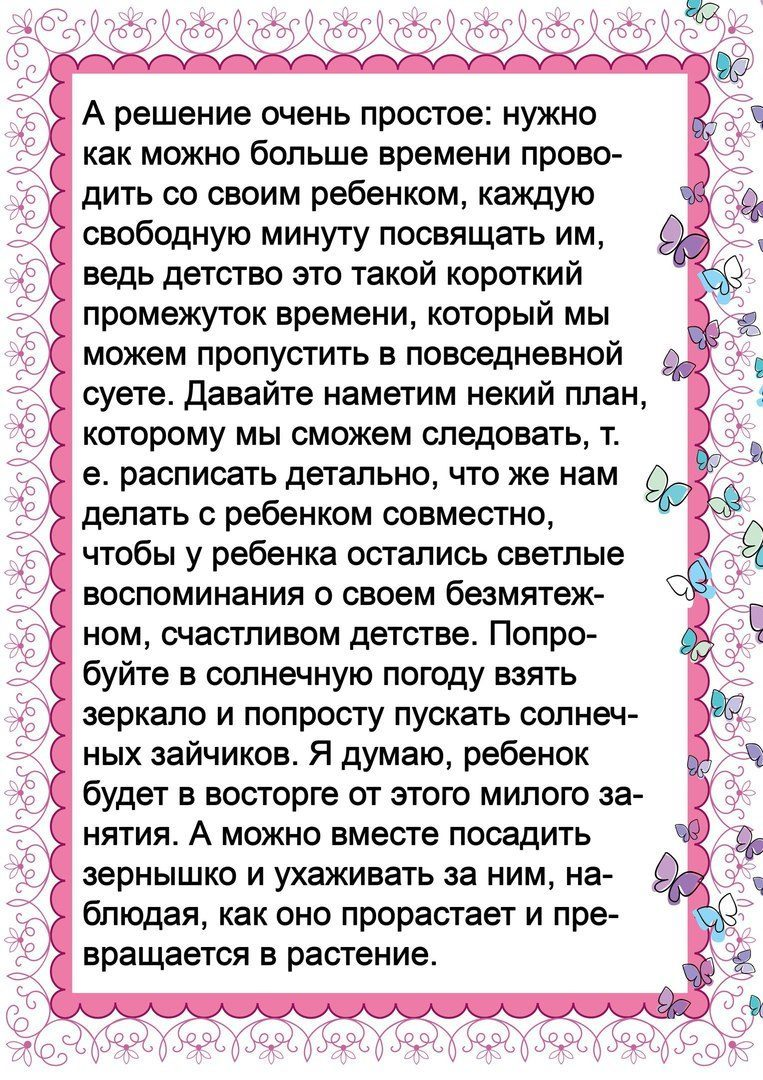 А решение очень простое: нужно
как можно больше времени прово-
дить со своим ребенком, каждую
свободную минуту посвящать им,
ведь детство это такой короткий
промежуток времени, который мы
можем пропустить в повседневной
суете. Давайте наметим некий план,
которому мы сможем следовать, т.
е. расписать детально, что же нам
делать с ребенком совместно,
чтобы у ребенка остались светлые
воспоминания о своем безмятеж-
ном, счастливом детстве. Попро-
буйте в солнечную погоду взять
зеркало и попросту пускать солнеч-
ных зайчиков. Я думаю, ребенок
будет в восторге от этого милого за-
нятия. А можно вместе посадить
зернышко и ухаживать за ним, на-
блюдая, как оно прорастает и пре-
вращается в растение.